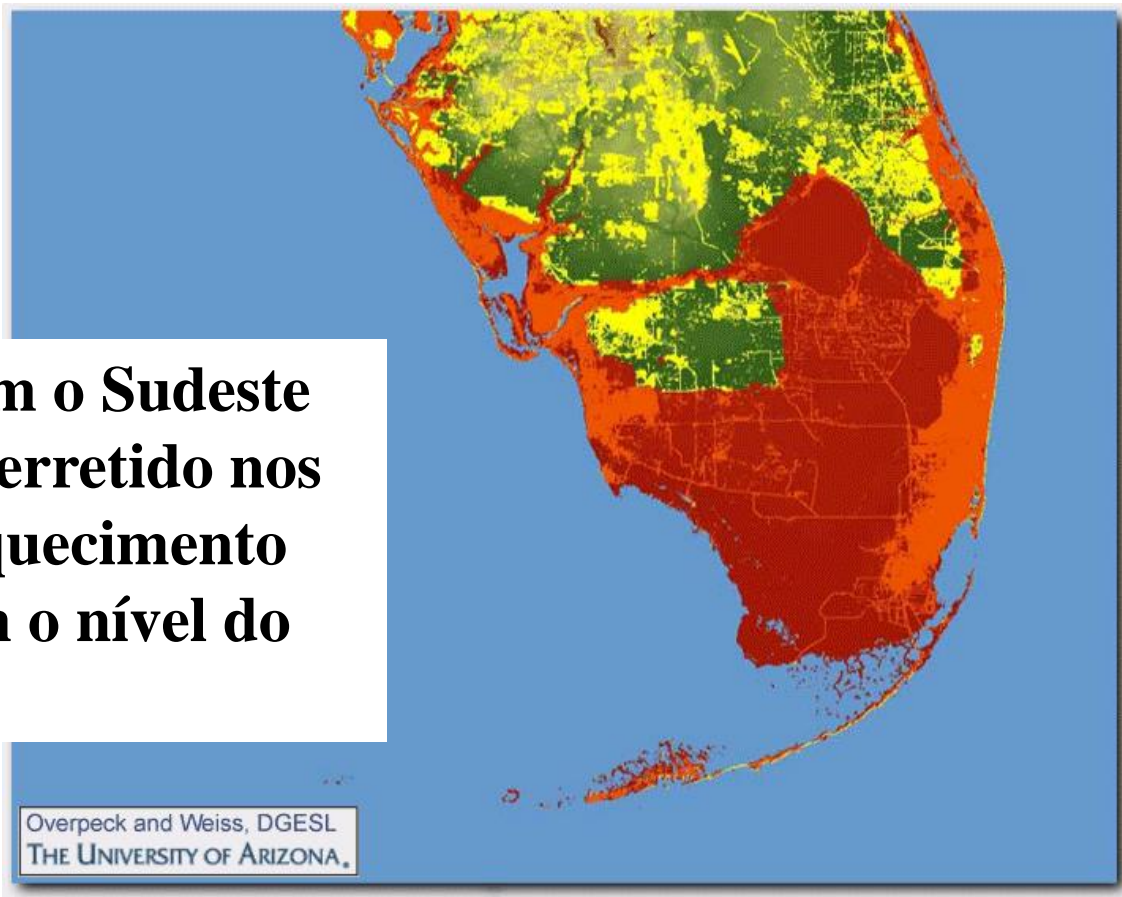 m o Sudeste
erretido nos
quecimento
o nível do
Overpeck and Weiss, DGESL
THE UNIVERSITY OF ARIZONA®